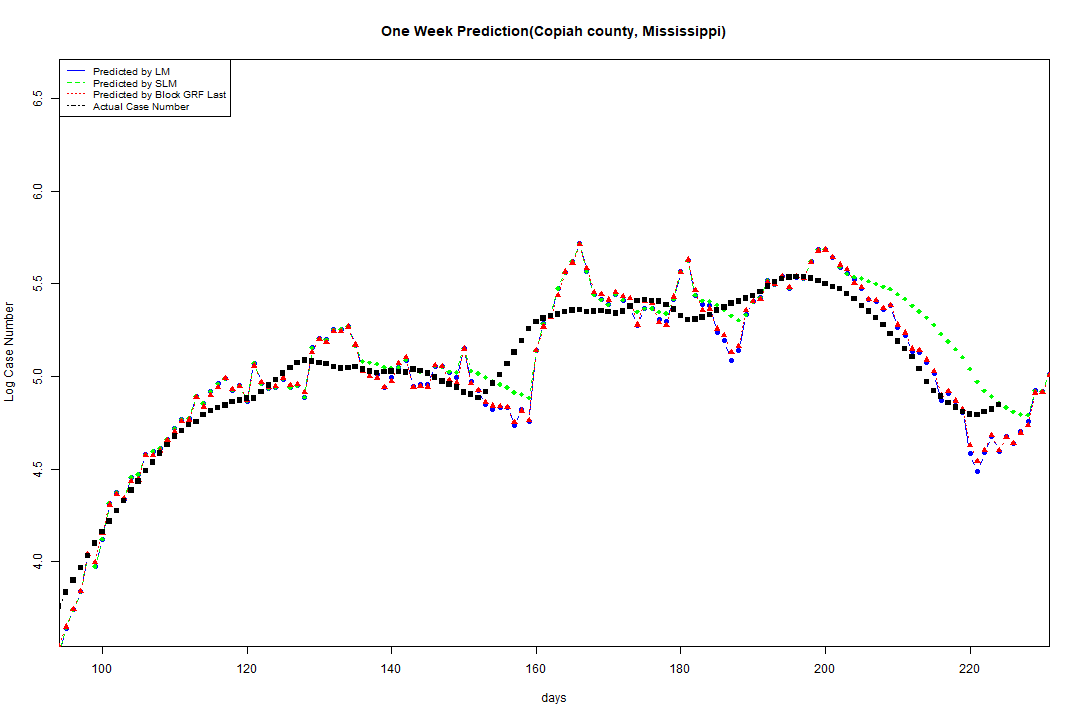 One Week Prediction(Copiah county, Mississippi)
Predicted by LM
Predicted by SLM
Predicted by Block GRF Last
Actual Case Number
6.5
6.0
5.5
5.0
4.5
4.0
Log Case Number
100 120 140 160 180 200 220
days